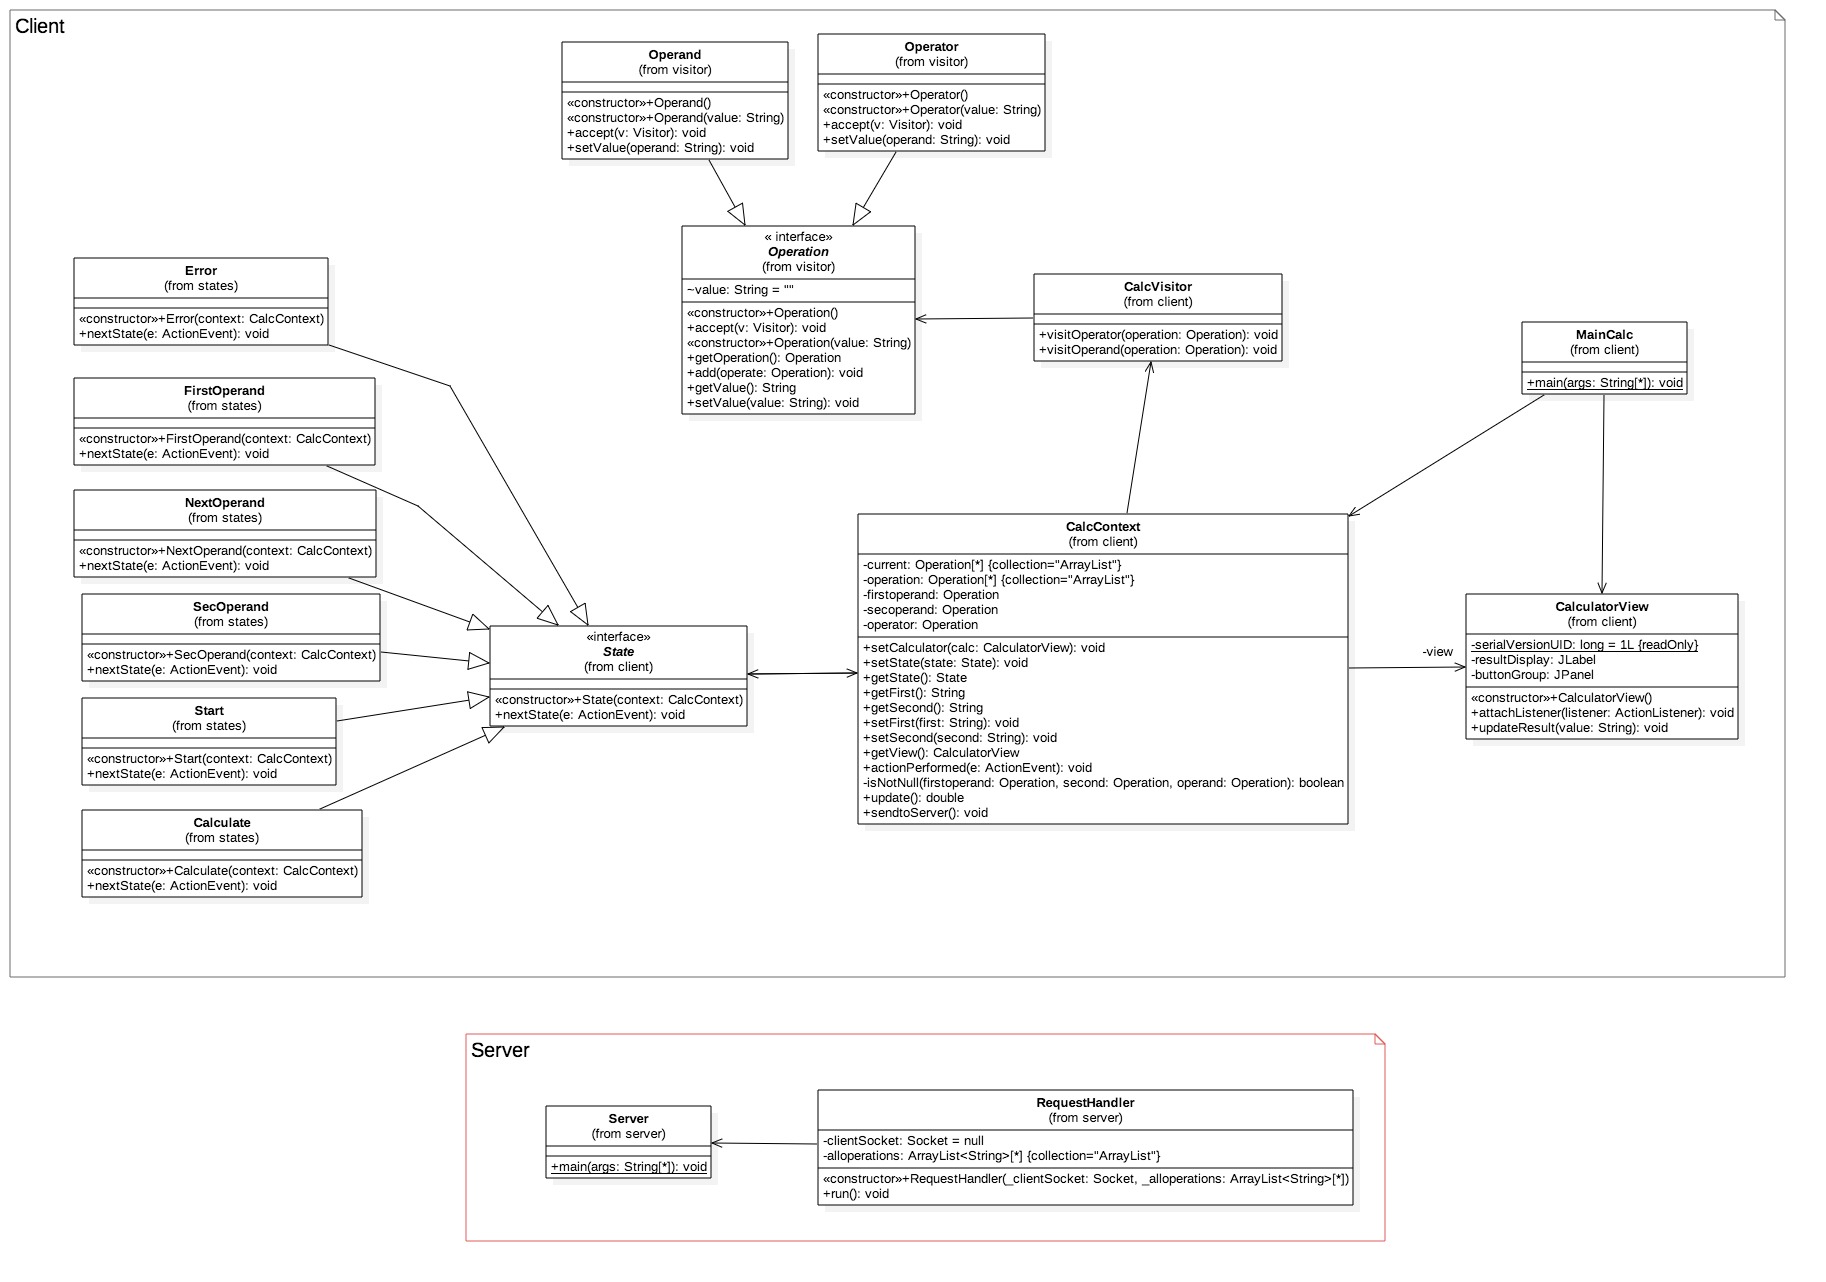 Client
Operand
(from visitor)
«constructor»+Operand()
«constructor»+Operand(value: String)
+accept(v: Visitor): void
+setValue(operand: String): void
Operator
(from visitor)
«constructor»+Operator()
«constructor»+Operator(value: String)
+accept(v: Visitor): void
+setValue(operand: String): void
« interface»
Operation
(from visitor)
~value: String = ""
«constructor»+Operation()
+accept(v: Visitor): void
«constructor»+Operation(value: String)
+getOperation(): Operation
+add(operate: Operation): void
+getValue(): String
+setValue(value: String): void
CalcVisitor
(from client)
+visitOperator(operation: Operation): void
+visitOperand(operation: Operation): void
MainCalc
(from client)
+main(args: String[*]): void
Error
(from states)
«constructor»+Error(context: CalcContext)
+nextState(e: ActionEvent): void
FirstOperand
(from states)
«constructor»+FirstOperand(context: CalcContext)
+nextState(e: ActionEvent): void
NextOperand
(from states)
«constructor»+NextOperand(context: CalcContext)
+nextState(e: ActionEvent): void
SecOperand
(from states)
«constructor»+SecOperand(context: CalcContext)
+nextState(e: ActionEvent): void
Start
(from states)
«constructor»+Start(context: CalcContext)
+nextState(e: ActionEvent): void
Calculate
(from states)
«constructor»+Calculate(context: CalcContext)
+nextState(e: ActionEvent): void
«interface»
State
(from client)
«constructor»+State(context: CalcContext)
+nextState(e: ActionEvent): void
CalcContext
(from client)
-current: Operation[*] {collection="ArrayList"}
-operation: Operation[*] {collection="ArrayList"}
-firstoperand: Operation
-secoperand: Operation
-operator: Operation
+setCalculator(calc: CalculatorView): void
+setState(state: State): void
+getState(): State
+getFirst(): String
+getSecond(): String
+setFirst(first: String): void
+setSecond(second: String): void
+getView(): CalculatorView
+actionPerformed(e: ActionEvent): void
-isNotNull(firstoperand: Operation, second: Operation, operand: Operation): boolean
+update(): double
+sendtoServer(): void
-view
CalculatorView
(from client)
-serialVersionUID: long = 1L {readOnly}
-resultDisplay: JLabel
-buttonGroup: JPanel
«constructor»+CalculatorView()
+attachListener(listener: ActionListener): void
+updateResult(value: String): void
Server
Server
(from server)
+main(args: String[*]): void
RequestHandler
(from server)
-clientSocket: Socket = null
-alloperations: ArrayList<String>[*] {collection="ArrayList"}
«constructor»+RequestHandler(_clientSocket: Socket, _alloperations: ArrayList<String>[*])
+run(): void